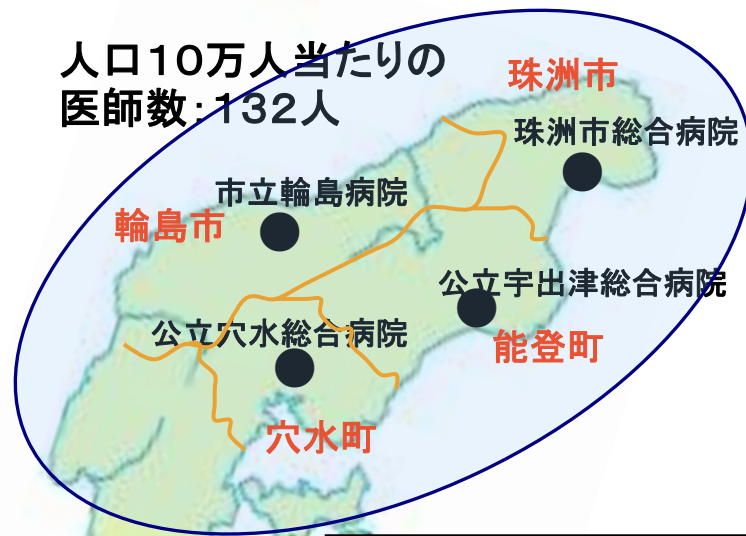 人口10万人当たりの
医師数:132人
珠洲市
珠洲市総合病院
市立輪島病院
輪島市
公立宇出津総合病院
公立穴水総合病院
能登町
穴水町